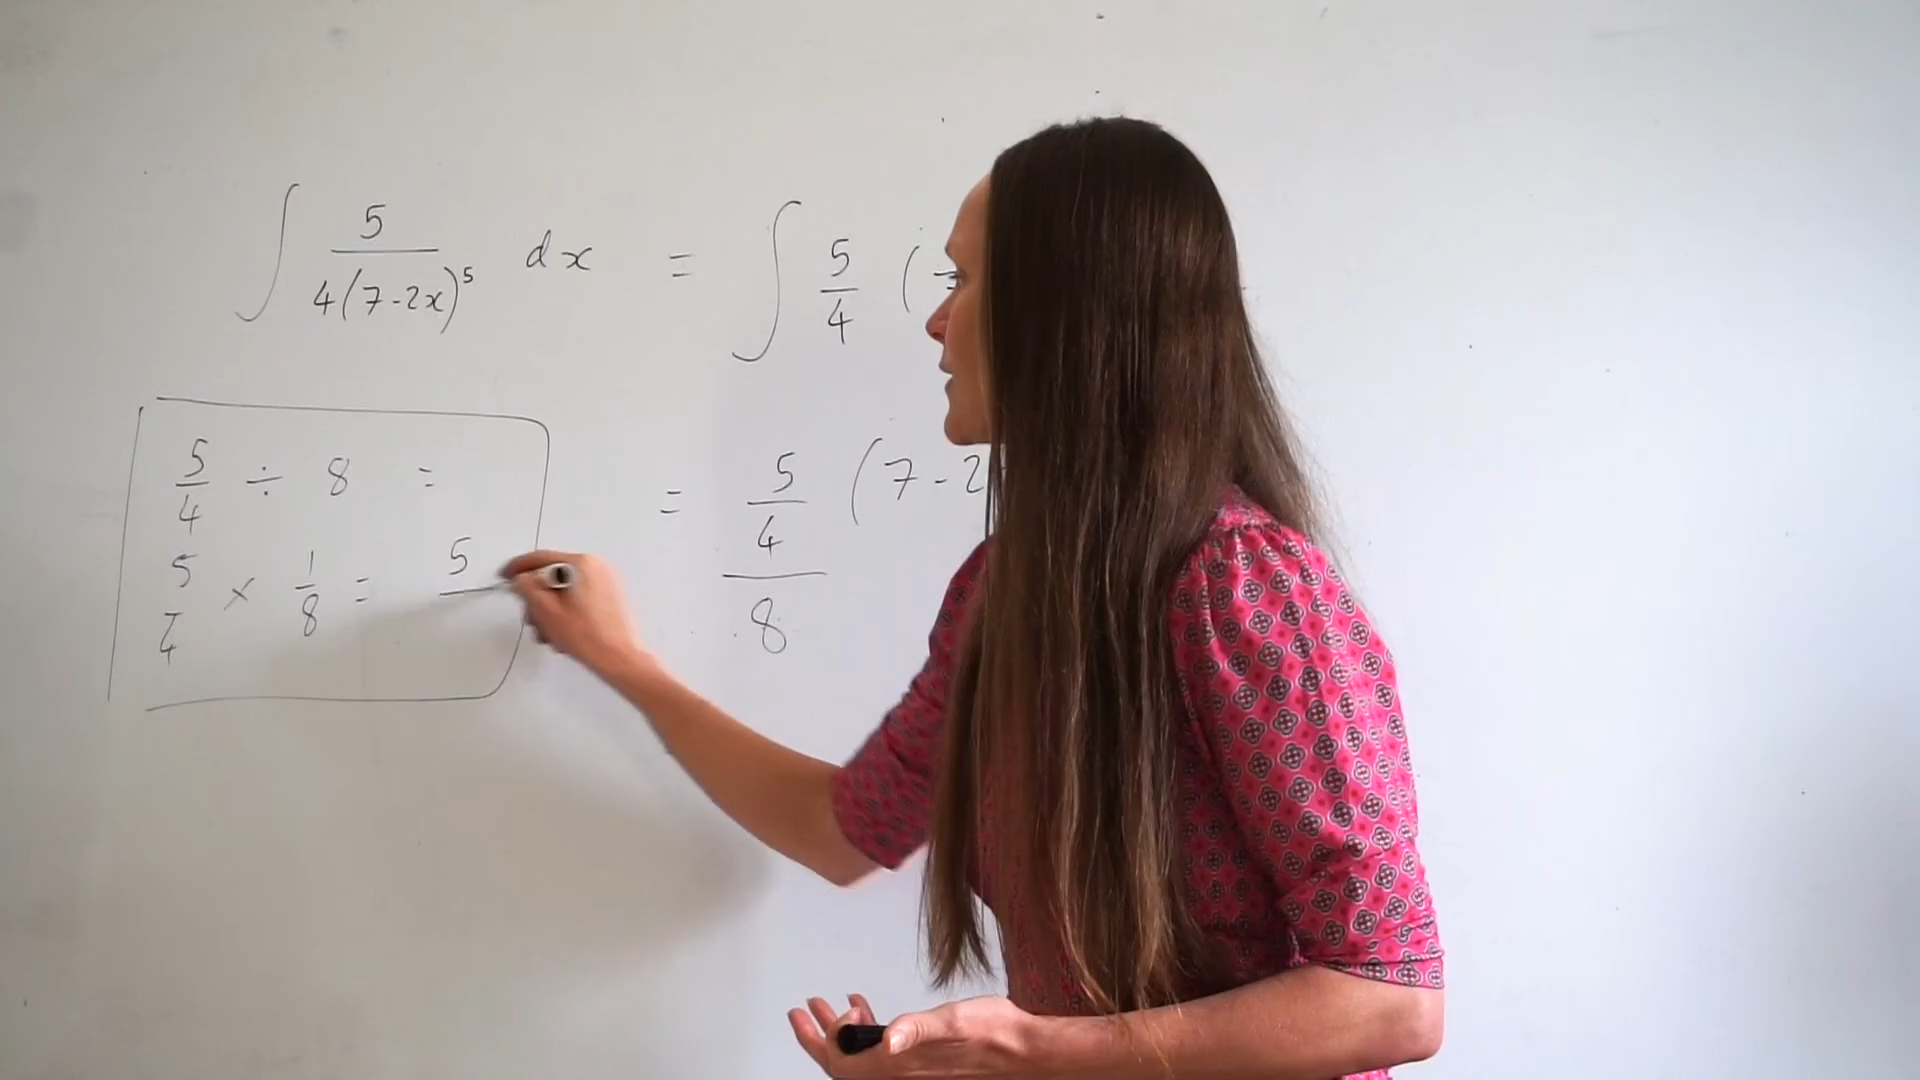 ∫ 5/4(7-2x)^5 dx = ∫ 5/4 (
5/4 ÷ 8 =
5/4 × 1/8 = 5
= 5/4 (7-2
8